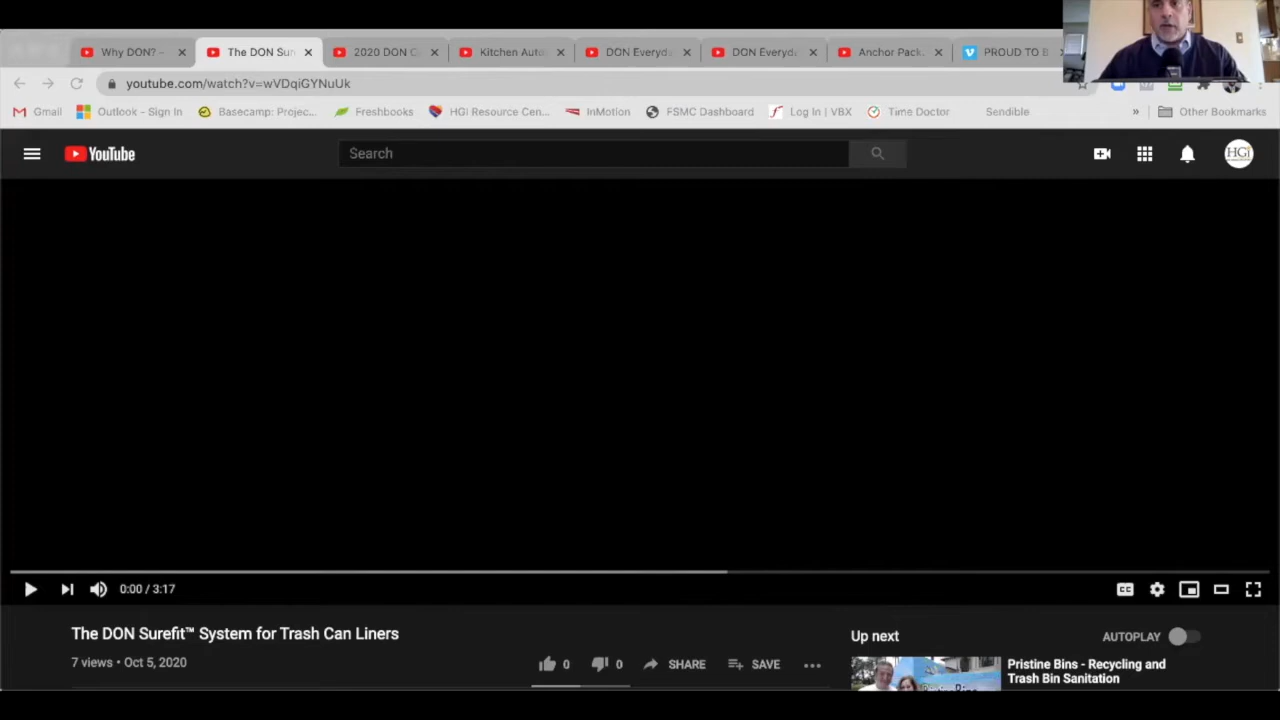 Why DON? -
The DON Sur
2020 DON C
Kitchen Auto
DON Everyda
DON Everyda
Anchor Pack
PROUD TO B
youtube.com/watch?v=wVDqiGYNuUk
Gmail
Outlook - Sign In
Basecamp: Projec...
Freshbooks
HGi Resource Cen...
InMotion
FSMC Dashboard
Log In | VBX
Time Doctor
Sendible
»
Other Bookmarks
YouTube
Search
HGi
0:00 / 3:17
CC
The DON Surefit™ System for Trash Can Liners
7 views • Oct 5, 2020
0
0
SHARE
SAVE
Up next
AUTOPLAY
Pristine Bins - Recycling and
Trash Bin Sanitation